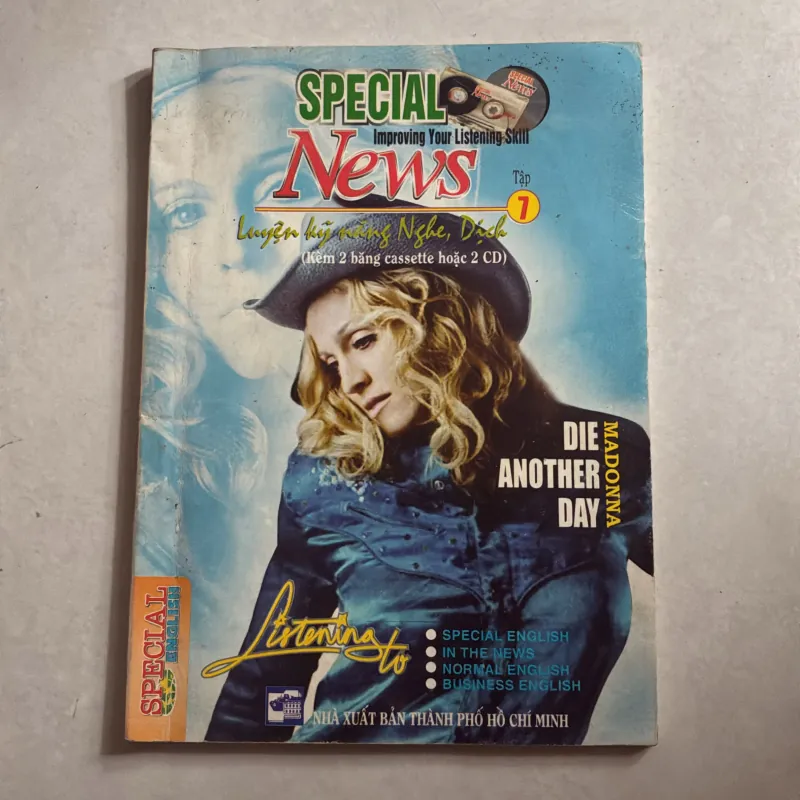 SPECIAL
SPECIAL
NEWS
Improving Your Listening Skill
News
Tập
7
Luyện kỹ năng Nghe, Dịch
(Kèm 2 băng cassette hoặc 2 CD)
DIE
ANOTHER
DAY
MADONNA
Listening to
SPECIAL ENGLISH
IN THE NEWS
NORMAL ENGLISH
BUSINESS ENGLISH
SPECIAL
ENGLISH
NHÀ XUẤT BẢN THÀNH PHỐ HỒ CHÍ MINH